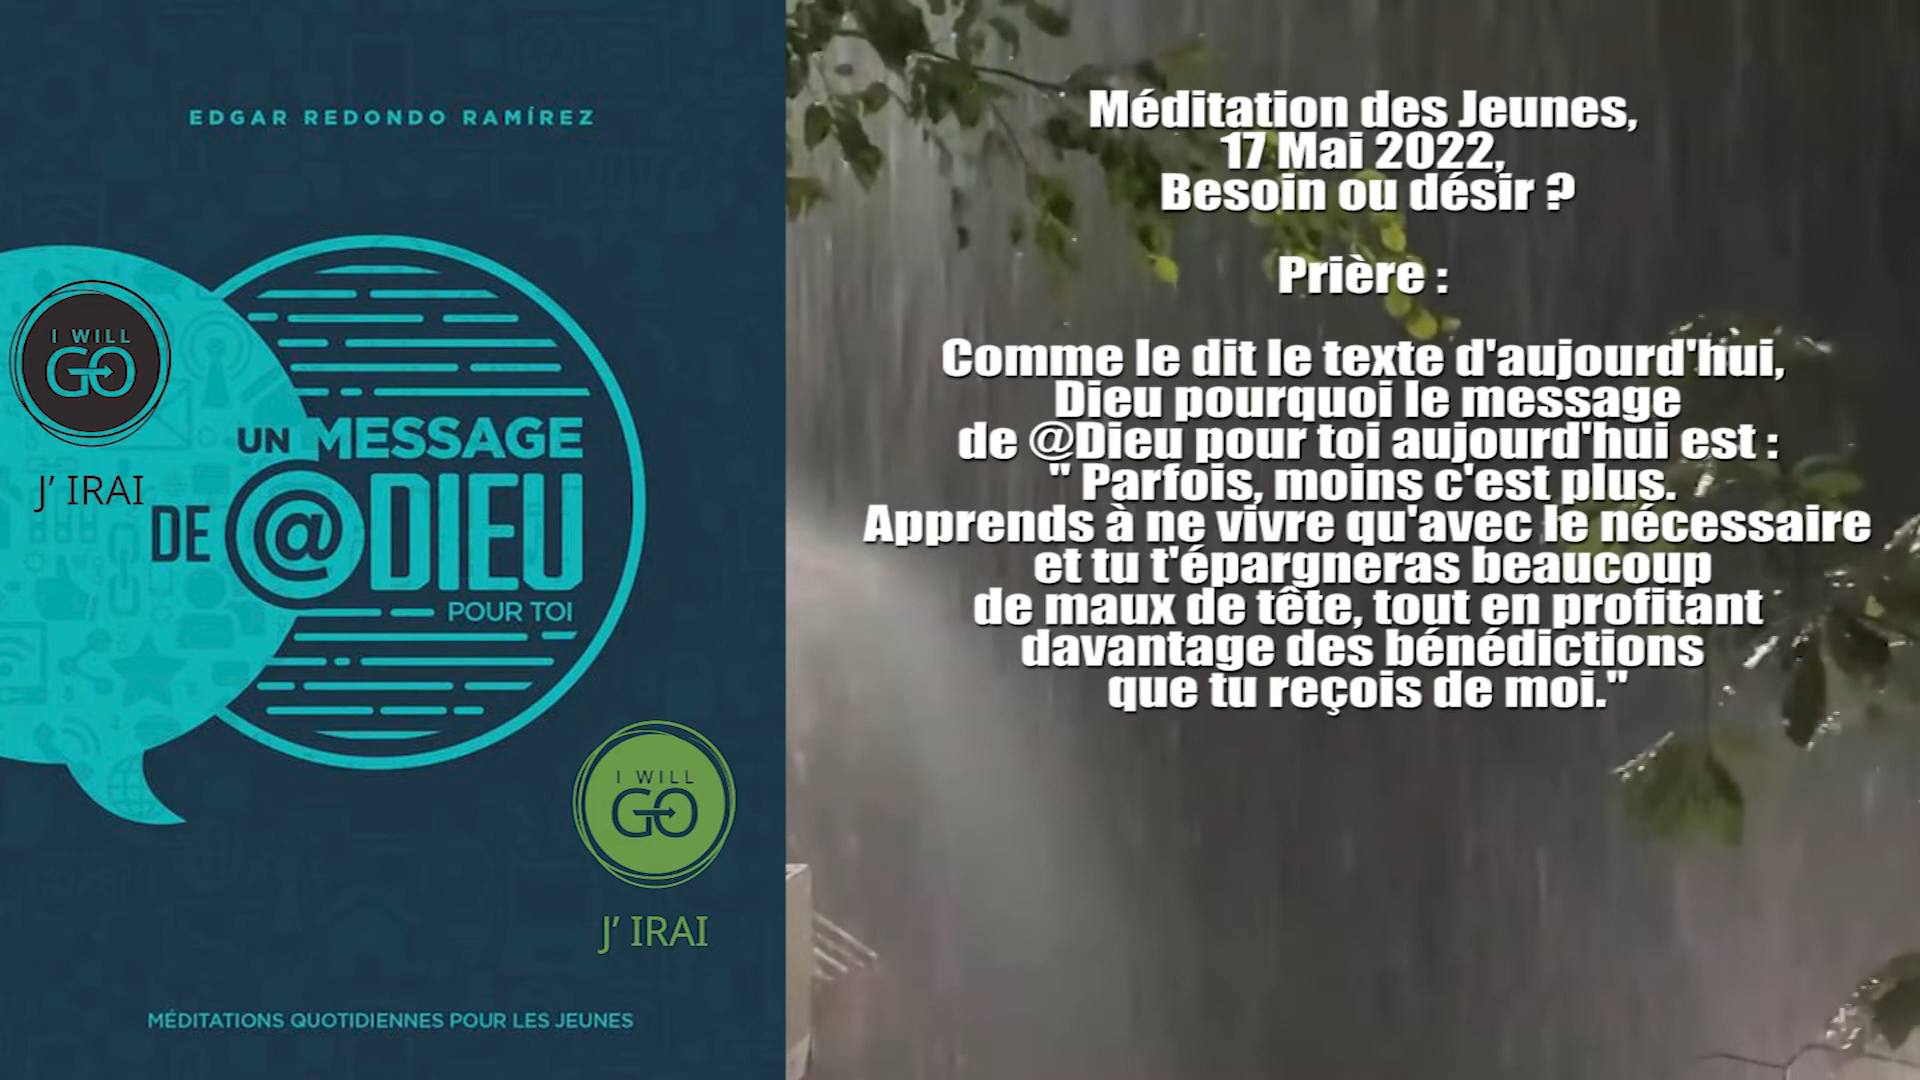 EDGAR REDONDO RAMÍREZ
I WILL
GO
J' IRAI
UN MESSAGE
DE @DIEU
POUR TOI
I WILL
GO
J' IRAI
MÉDITATIONS QUOTIDIENNES POUR LES JEUNES
Méditation des Jeunes,
17 Mai 2022,
Besoin ou désir ?
Prière :
Comme le dit le texte d'aujourd'hui,
Dieu pourquoi le message
de @Dieu pour toi aujourd'hui est :
" Parfois, moins c'est plus.
Apprends à ne vivre qu'avec le nécessaire
et tu t'épargneras beaucoup
de maux de tête, tout en profitant
davantage des bénédictions
que tu reçois de moi."